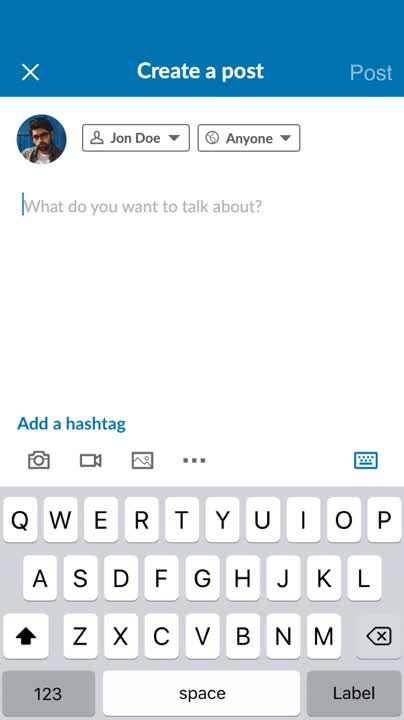 Create a post
Post
Jon Doe
Anyone
What do you want to talk about?
Add a hashtag
Q W E R T Y U I O P
A S D F G H J K L
Z X C V B N M
123 space Label